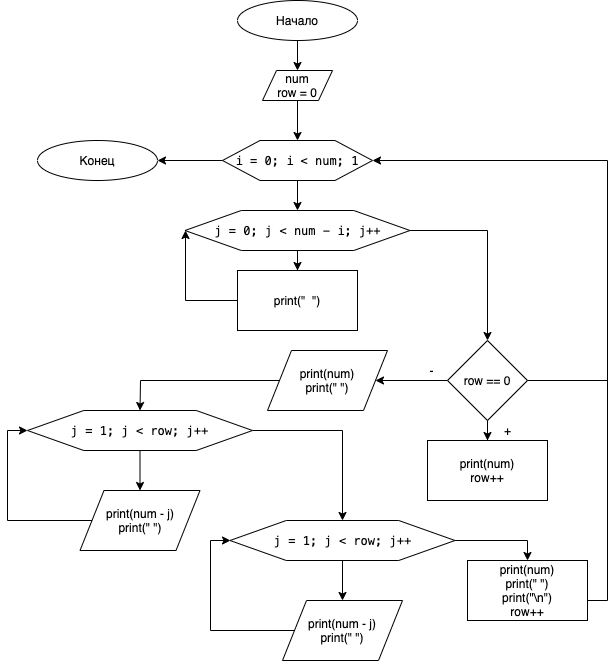 Начало
num
row = 0
Конец
i = 0; i < num; 1
j = 0; j < num − i; j++
print("  ")
row == 0
-
+
print(num)
print(" ")
print(num)
row++
j = 1; j < row; j++
print(num - j)
print(" ")
j = 1; j < row; j++
print(num)
print(" ")
print("\n")
row++
print(num - j)
print(" ")